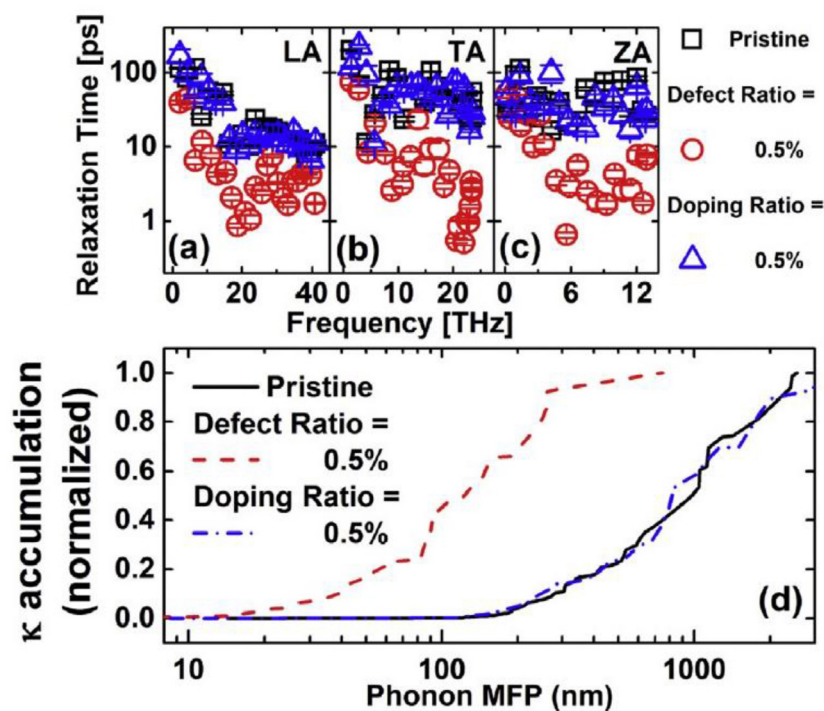 Relaxation Time [ps]
100
10
1
LA
TA
ZA
(a)
(b)
(c)
0 20 40
0 10 20
0 6 12
Frequency [THz]
Pristine
Defect Ratio =
0.5%
Doping Ratio =
0.5%
κ accumulation
(normalized)
1.0
0.8
0.6
0.4
0.2
0.0
Pristine
Defect Ratio =
0.5%
Doping Ratio =
0.5%
(d)
10 100 1000
Phonon MFP (nm)